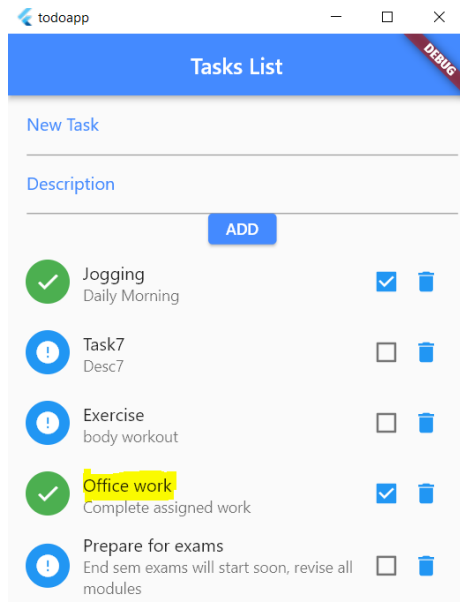 todoapp
Tasks List
DEBUG
New Task
Description
ADD
Jogging
Daily Morning
Task7
Desc7
Exercise
body workout
Office work
Complete assigned work
Prepare for exams
End sem exams will start soon, revise all
modules